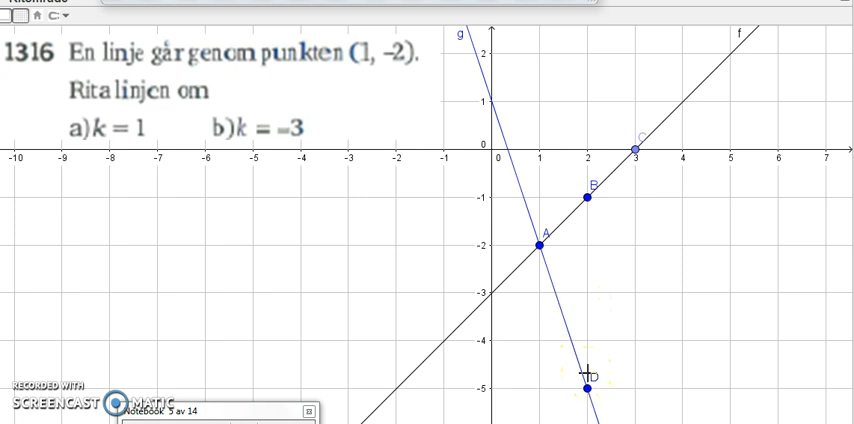 1316 En linje går genom punkten (1, -2).
Rita linjen om
a) k = 1 b) k = -3
g f
2
1
0
-10 -9 -8 -7 -6 -5 -4 -3 -2 -1 0 1 2 3 4 5 6 7
C
B
-1
A
-2
-3
-4
D
-5
RECORDED WITH
SCREENCAST MATIC
Notebook 5 av 14